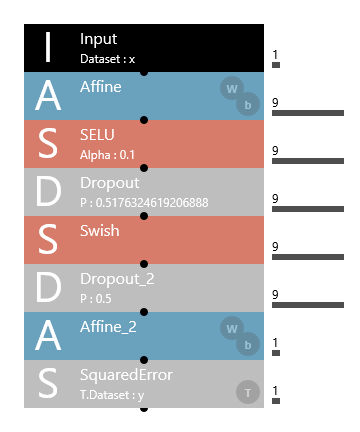 I
Input
Dataset : x
1
A
Affine
W
b
9
S
SELU
Alpha : 0.1
9
D
Dropout
P : 0.5176324619206888
9
S
Swish
9
D
Dropout_2
P : 0.5
9
A
Affine_2
W
b
1
S
SquaredError
T.Dataset : y
T
1